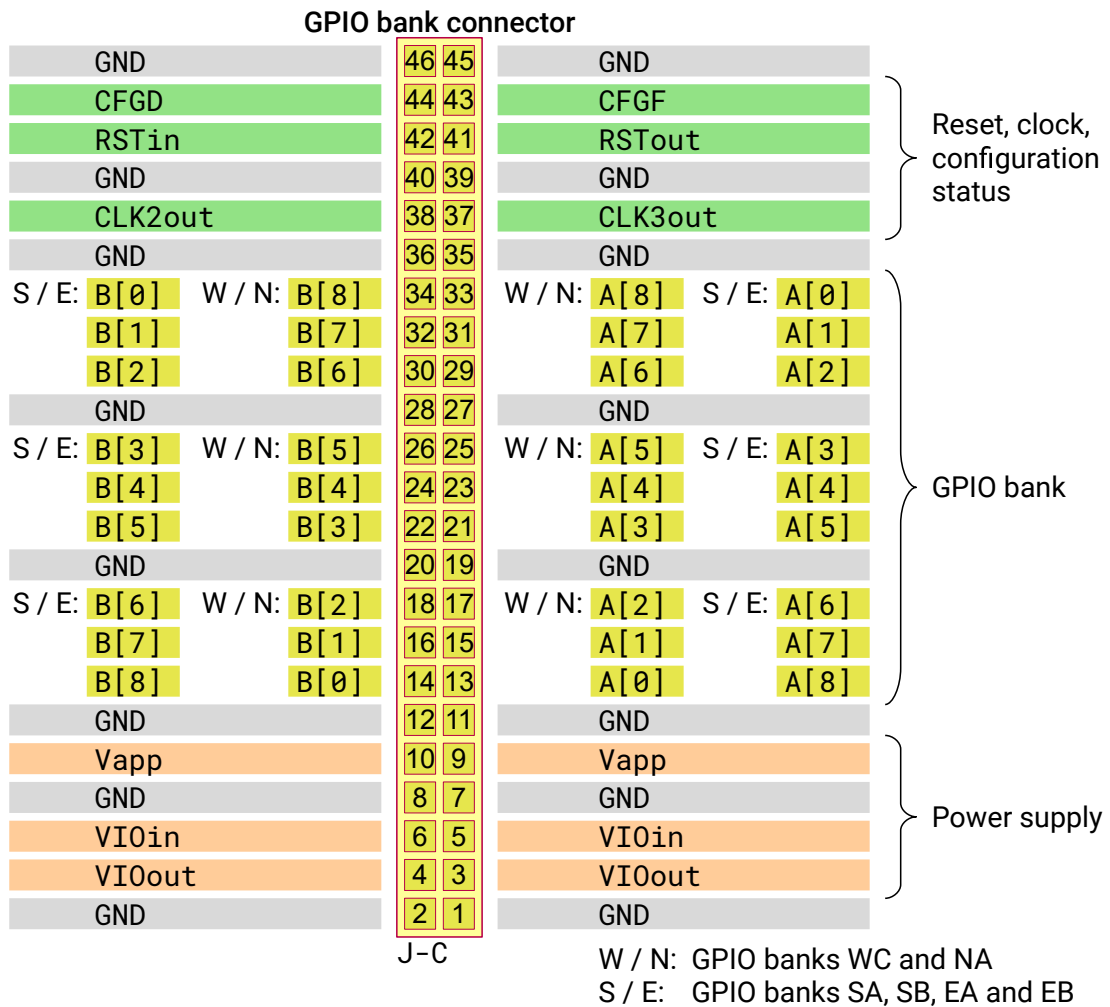 GPIO bank connector
GND 46 45 GND
CFGD 44 43 CFGF
RSTin 42 41 RSTout
GND 40 39 GND
CLK2out 38 37 CLK3out
GND 36 35 GND
Reset, clock,
configuration
status
S / E: B[0] W / N: B[8] 34 33 W / N: A[8] S / E: A[0]
B[1] B[7] 32 31 A[7] A[1]
B[2] B[6] 30 29 A[6] A[2]
GND 28 27 GND
S / E: B[3] W / N: B[5] 26 25 W / N: A[5] S / E: A[3]
B[4] B[4] 24 23 A[4] A[4]
B[5] B[3] 22 21 A[3] A[5]
GND 20 19 GND
S / E: B[6] W / N: B[2] 18 17 W / N: A[2] S / E: A[6]
B[7] B[1] 16 15 A[1] A[7]
B[8] B[0] 14 13 A[0] A[8]
GPIO bank
GND 12 11 GND
Vapp 10 9 Vapp
GND 8 7 GND
VIOin 6 5 VIOin
VIOout 4 3 VIOout
GND 2 1 GND
Power supply
J-C
W / N: GPIO banks WC and NA
S / E: GPIO banks SA, SB, EA and EB